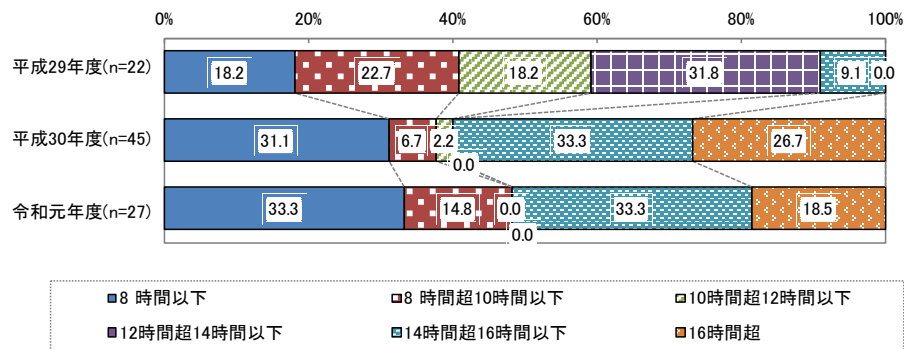 0% 20% 40% 60% 80% 100%
平成29年度(n=22) 18.2 22.7 18.2 31.8 9.1 0.0
平成30年度(n=45) 31.1 6.7 2.2 0.0 33.3 26.7
令和元年度(n=27) 33.3 14.8 0.0 0.0 33.3 18.5
8 時間以下 8 時間超10時間以下 10時間超12時間以下
12時間超14時間以下 14時間超16時間以下 16時間超